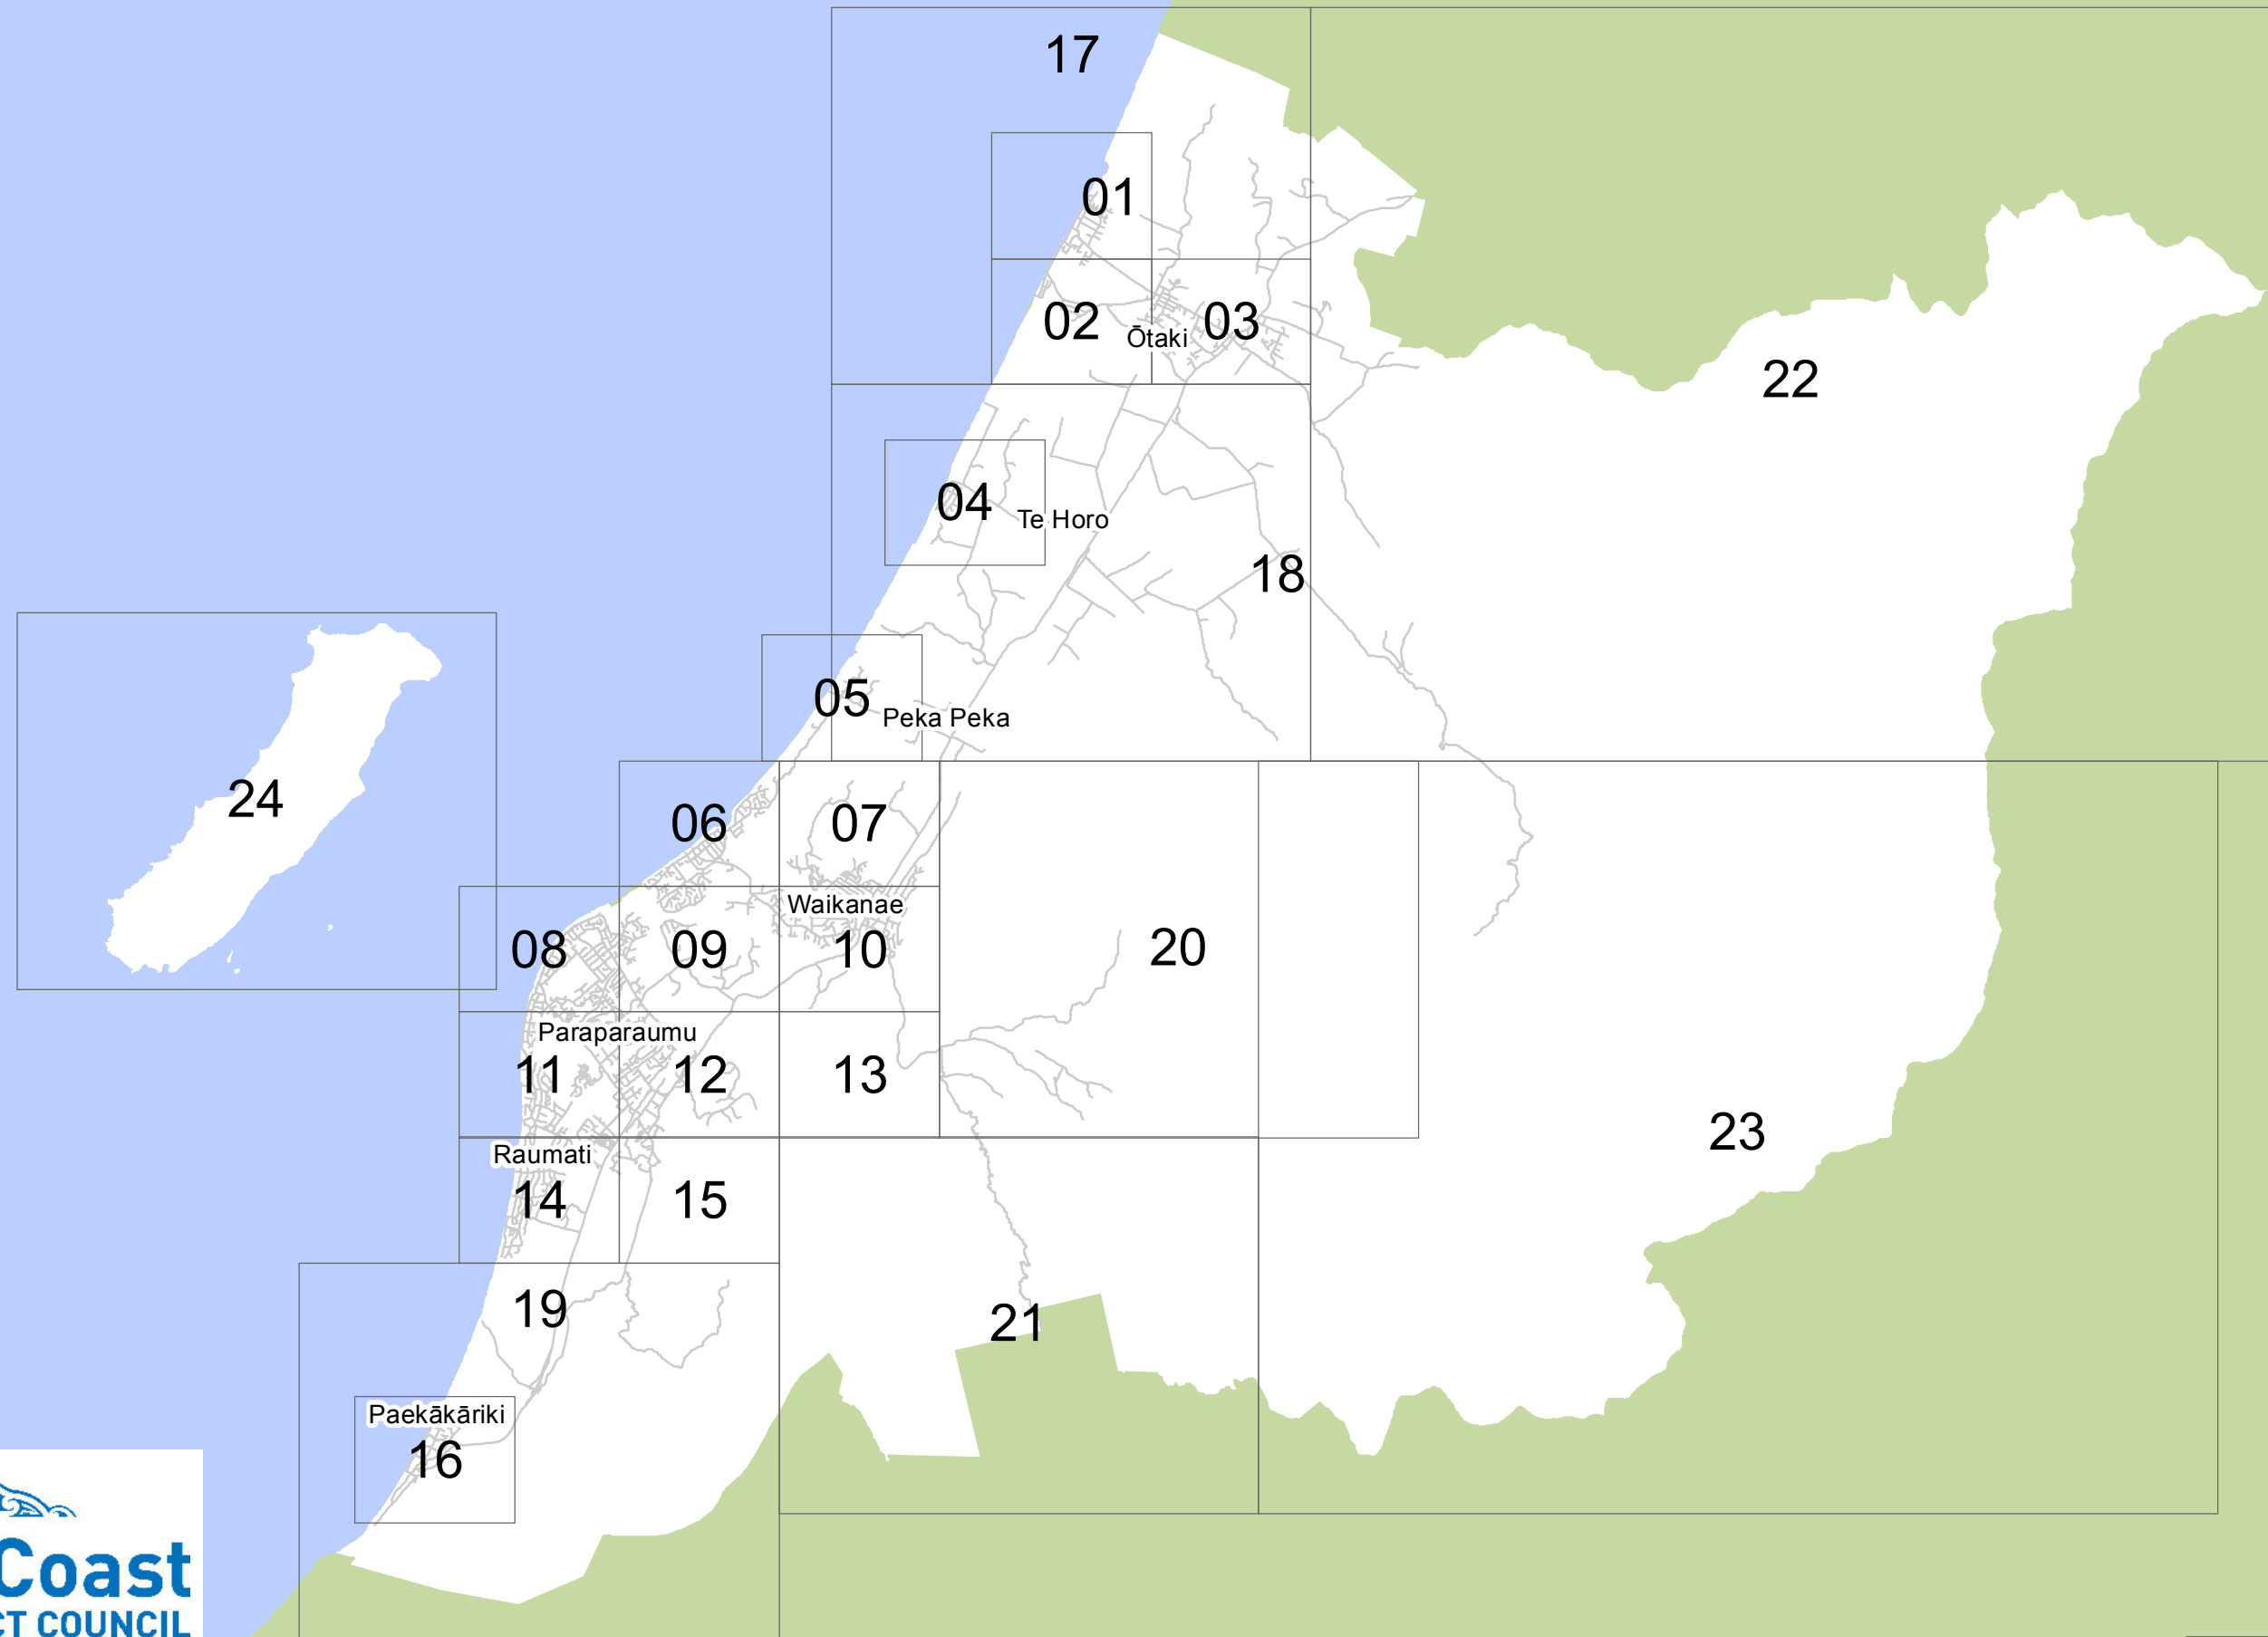 17
01
02
Ōtaki
03
22
04
Te Horo
18
05
Peka Peka
24
06
07
Waikanae
08
09
10
20
Paraparaumu
11
12
13
23
Raumati
14
15
19
21
Paekākāriki
16
Coast
CT COUNCIL